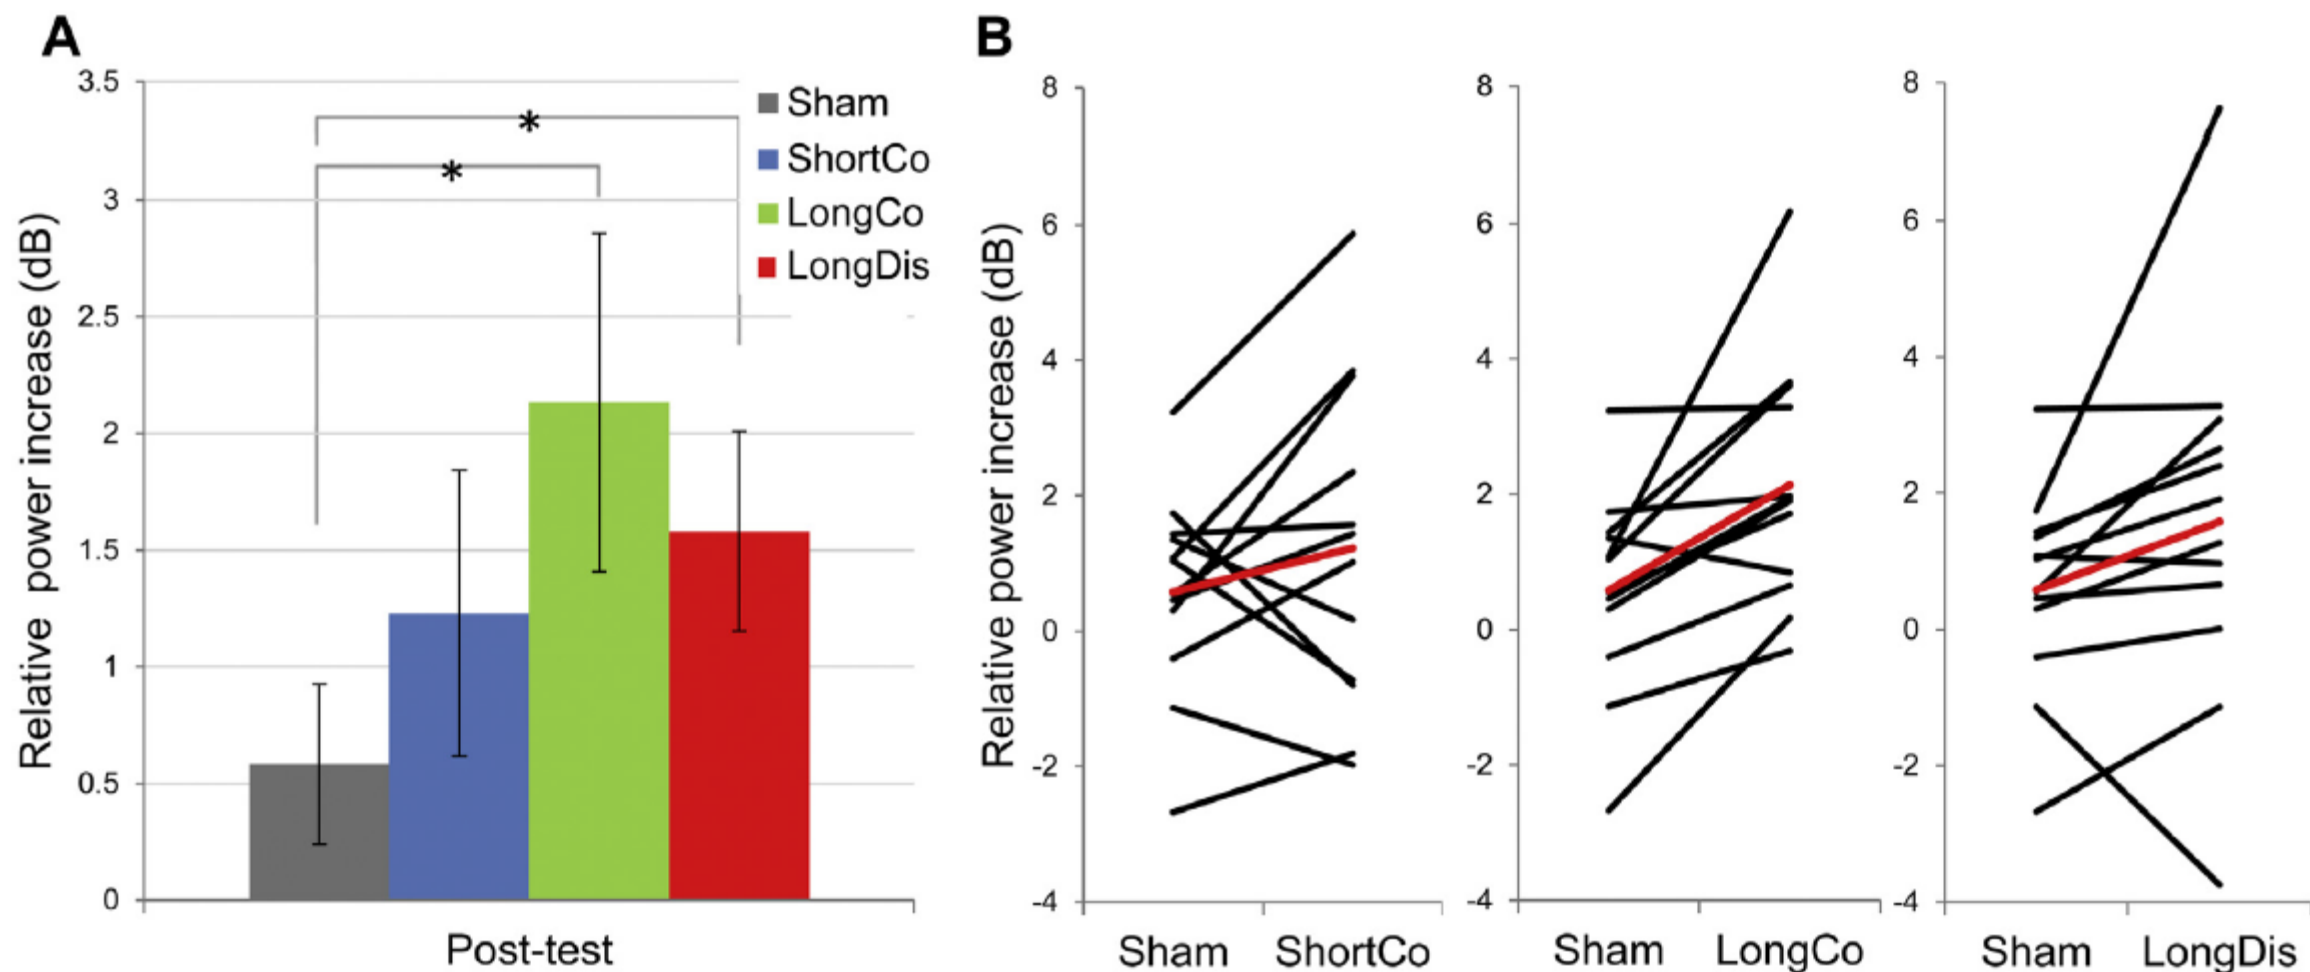 A
Relative power increase (dB)
3.5
3
2.5
2
1.5
1
0.5
0
*
*
Sham
ShortCo
LongCo
LongDis
Post-test
B
Relative power increase (dB)
8
6
4
2
0
-2
-4
Sham ShortCo
8
6
4
2
0
-2
-4
Sham LongCo
8
6
4
2
0
-2
-4
Sham LongDis